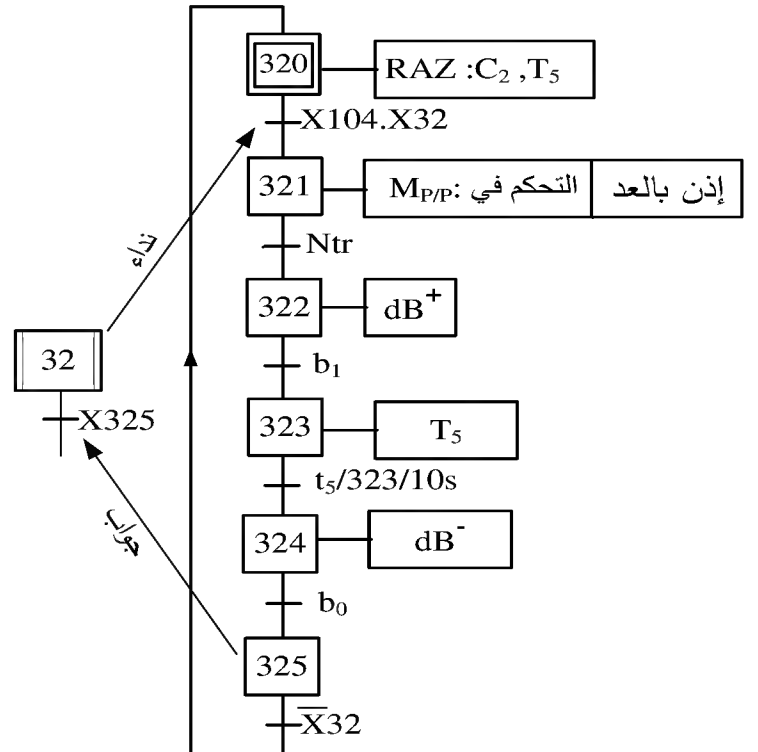 320
RAZ :C₂ ,T₅
X104.X32
321
M_P/P: التحكم في
إذن بالعد
نداء
Ntr
322
dB⁺
32
b₁
X325
323
T₅
t₅/323/10s
جواب
324
dB⁻
b₀
325
X̅32